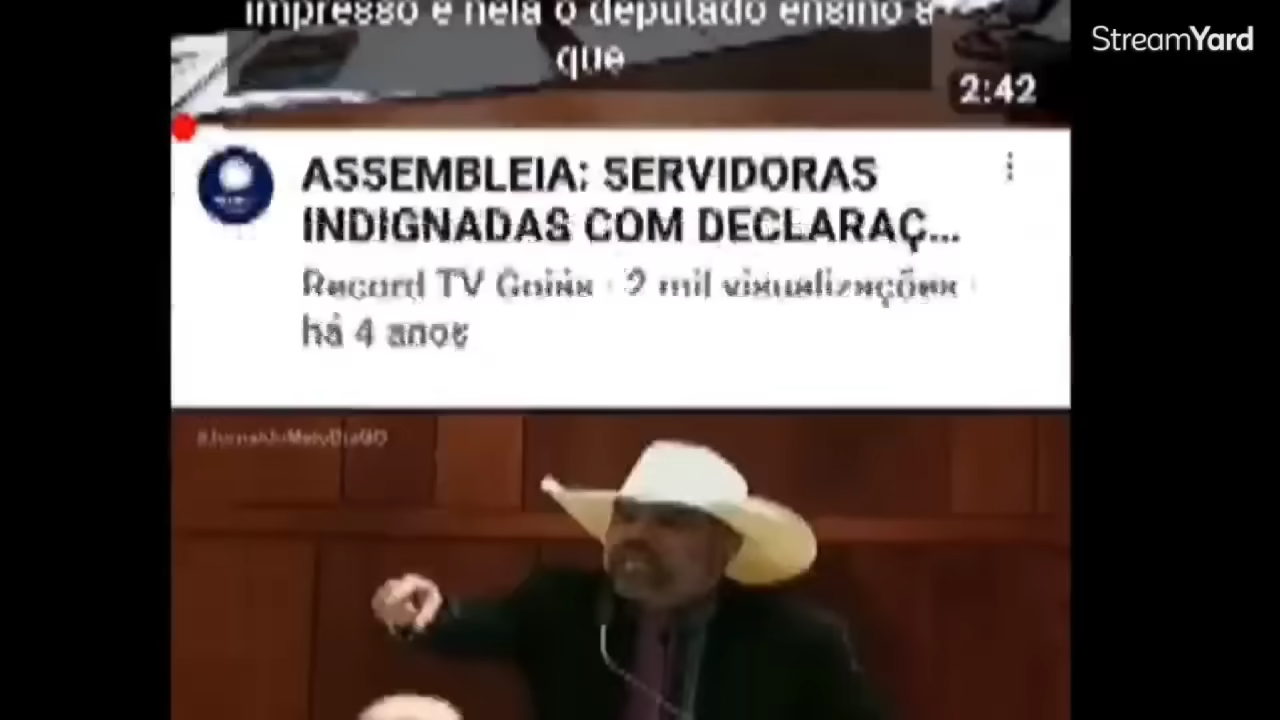 impresso e nela o deputado ensino a
que
StreamYard
2:42
ASSEMBLEIA: SERVIDORAS
INDIGNADAS COM DECLARAÇ...
Record TV Goiás · 2 mil visualizações ·
há 4 anos
#JornalDoMeioDiaGO